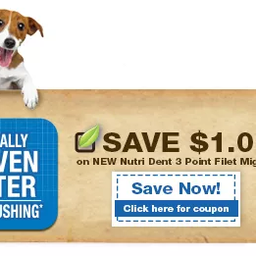 ALLY
VEN
TER
USHING*
SAVE $1.0
on NEW Nutri Dent 3 Point Filet Mig
Save Now!
Click here for coupon